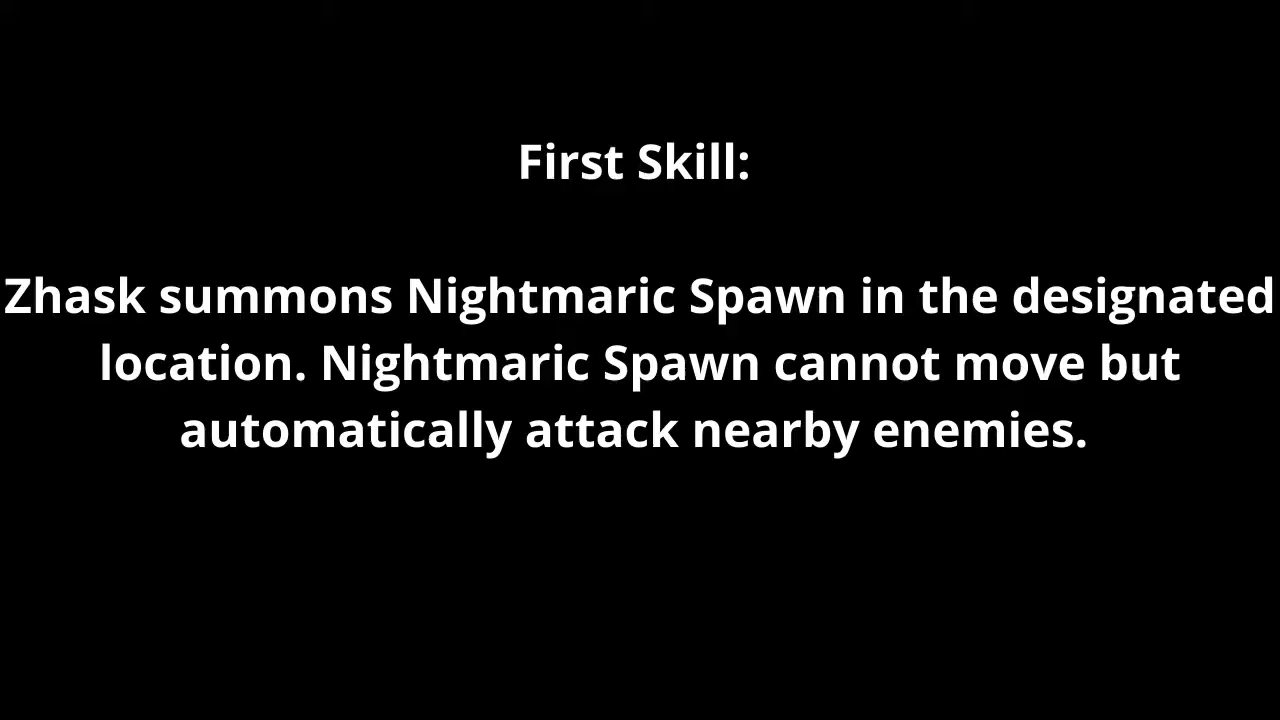 First Skill:
Zhask summons Nightmaric Spawn in the designated
location. Nightmaric Spawn cannot move but
automatically attack nearby enemies.